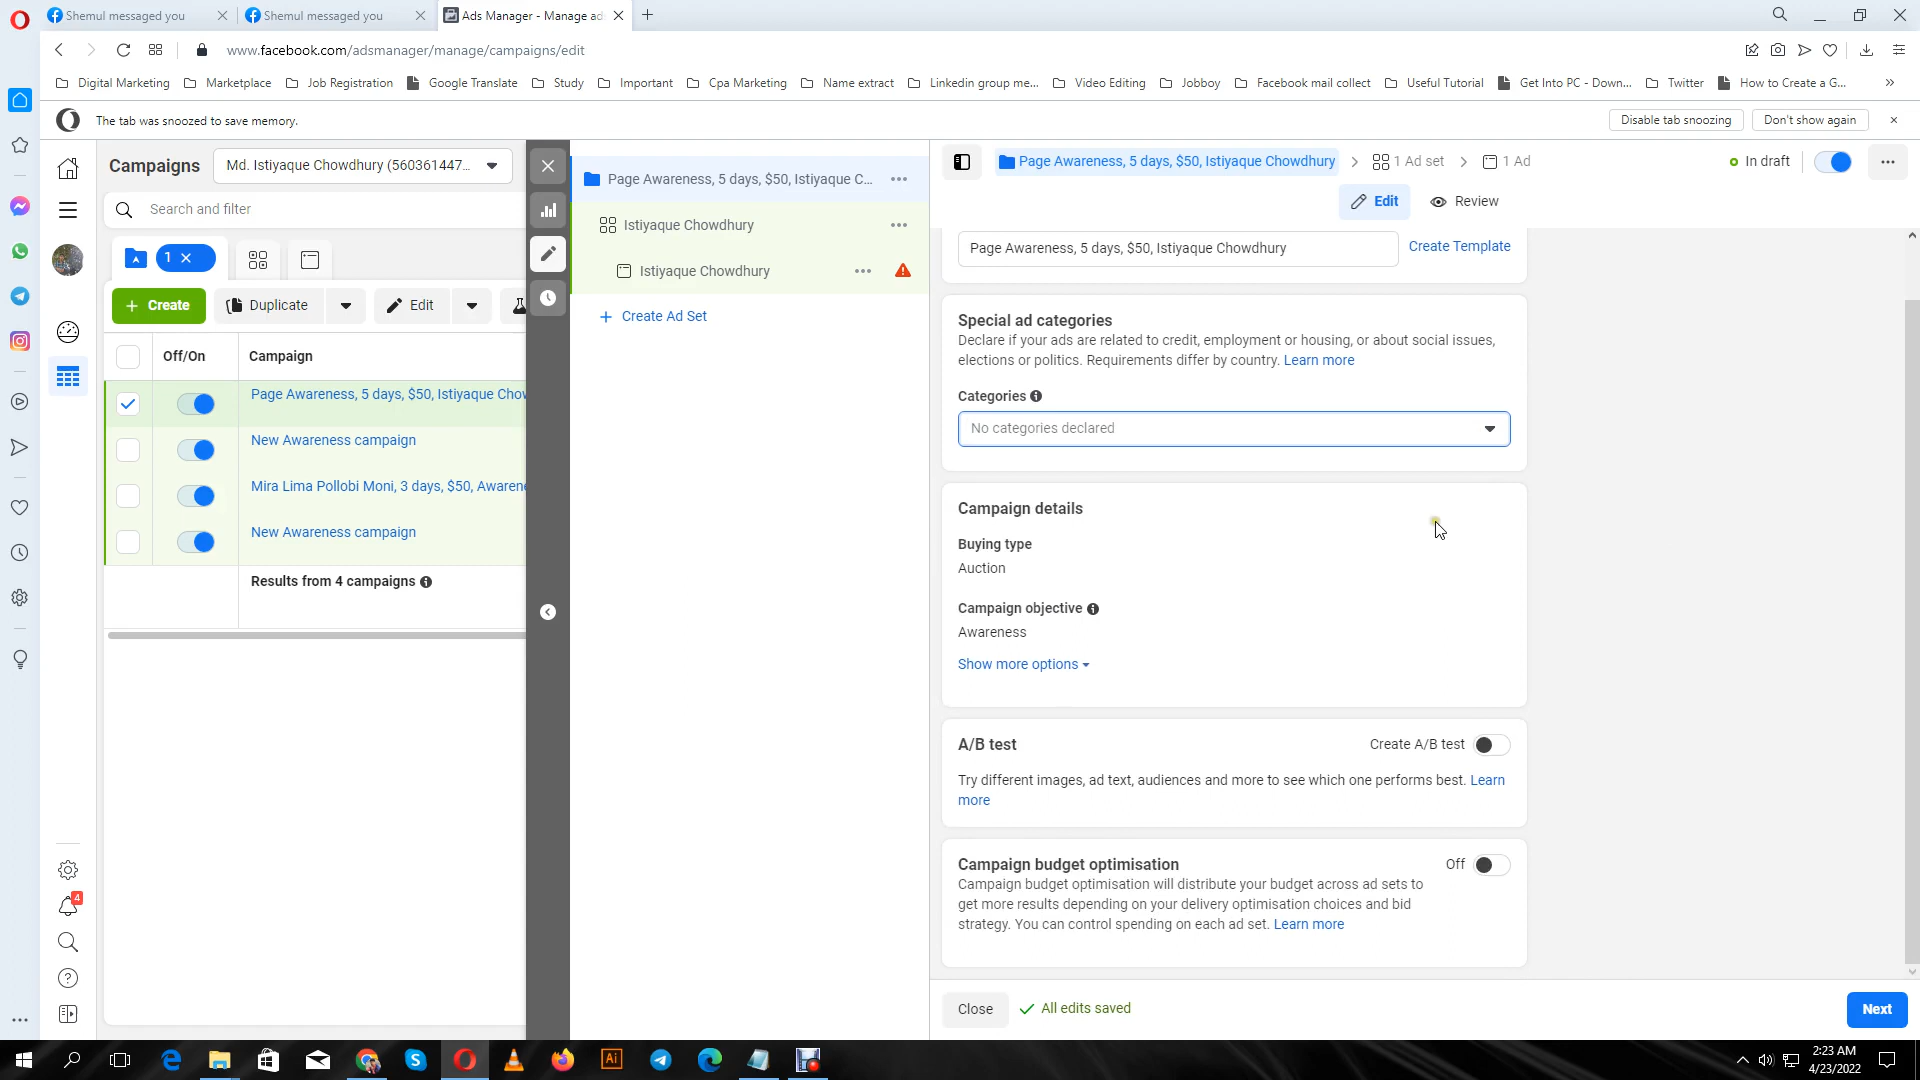 Shemul messaged you
Shemul messaged you
Ads Manager - Manage ad
www.facebook.com/adsmanager/manage/campaigns/edit
Digital Marketing
Marketplace
Job Registration
Google Translate
Study
Important
Cpa Marketing
Name extract
Linkedin group me...
Video Editing
Jobboy
Facebook mail collect
Useful Tutorial
Get Into PC - Down...
Twitter
How to Create a G...
The tab was snoozed to save memory.
Disable tab snoozing
Don't show again
Campaigns
Md. Istiyaque Chowdhury (560361447...
Search and filter
1
Create
Duplicate
Edit
Off/On
Campaign
Page Awareness, 5 days, $50, Istiyaque Chow
New Awareness campaign
Mira Lima Pollobi Moni, 3 days, $50, Awaren
New Awareness campaign
Results from 4 campaigns
4
Page Awareness, 5 days, $50, Istiyaque C...
Istiyaque Chowdhury
Istiyaque Chowdhury
Create Ad Set
Page Awareness, 5 days, $50, Istiyaque Chowdhury
1 Ad set
1 Ad
In draft
Edit
Review
Page Awareness, 5 days, $50, Istiyaque Chowdhury
Create Template
Special ad categories
Declare if your ads are related to credit, employment or housing, or about social issues,
elections or politics. Requirements differ by country. Learn more
Categories
No categories declared
Campaign details
Buying type
Auction
Campaign objective
Awareness
Show more options
A/B test
Create A/B test
Try different images, ad text, audiences and more to see which one performs best. Learn
more
Campaign budget optimisation
Off
Campaign budget optimisation will distribute your budget across ad sets to
get more results depending on your delivery optimisation choices and bid
strategy. You can control spending on each ad set. Learn more
Close
All edits saved
Next
2:23 AM
4/23/2022